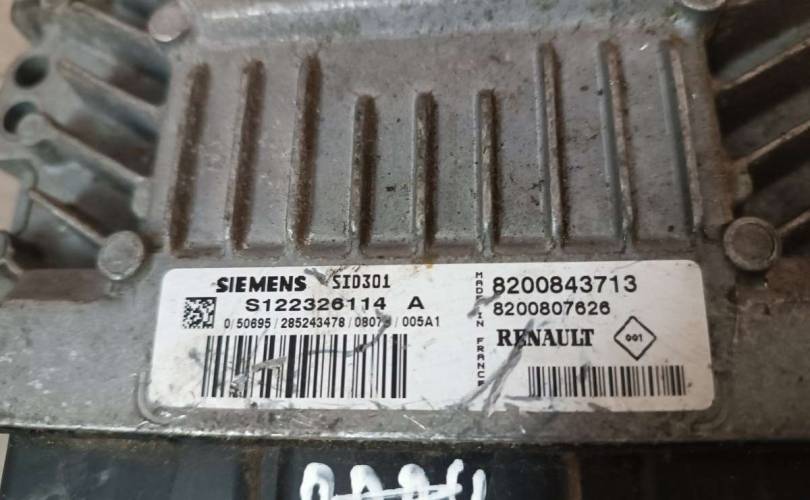 SIEMENS SID301
S122326114 A
0/50695/285243478/0807
/005A1
MADE IN FRANCE
8200843713
8200807626
RENAULT
001